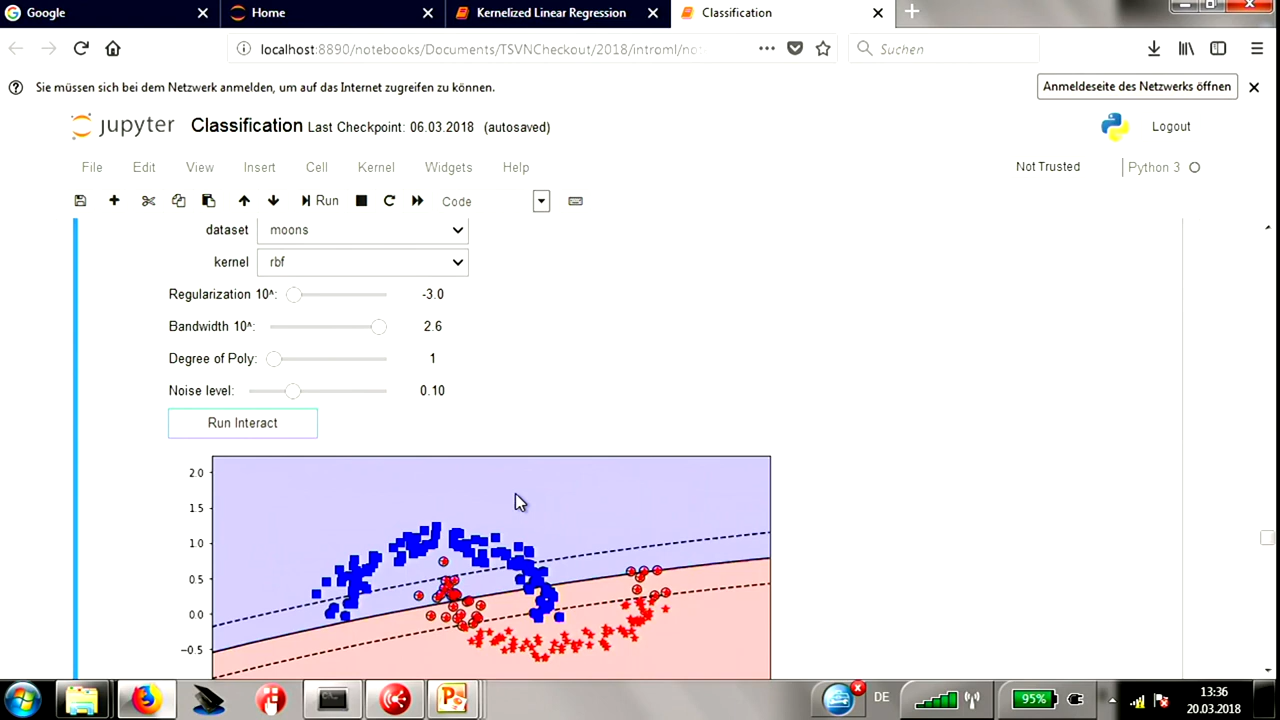 Google
Home
Kernelized Linear Regression
Classification
localhost:8890/notebooks/Documents/TSVNCheckout/2018/introml/no
Suchen
Sie müssen sich bei dem Netzwerk anmelden, um auf das Internet zugreifen zu können.
Anmeldeseite des Netzwerks öffnen
jupyter Classification Last Checkpoint: 06.03.2018 (autosaved)
Logout
File Edit View Insert Cell Kernel Widgets Help
Not Trusted
Python 3
Run
Code
dataset moons
kernel rbf
Regularization 10^: -3.0
Bandwidth 10^: 2.6
Degree of Poly: 1
Noise level: 0.10
Run Interact
2.0
1.5
1.0
0.5
0.0
−0.5
DE
95%
13:36
20.03.2018